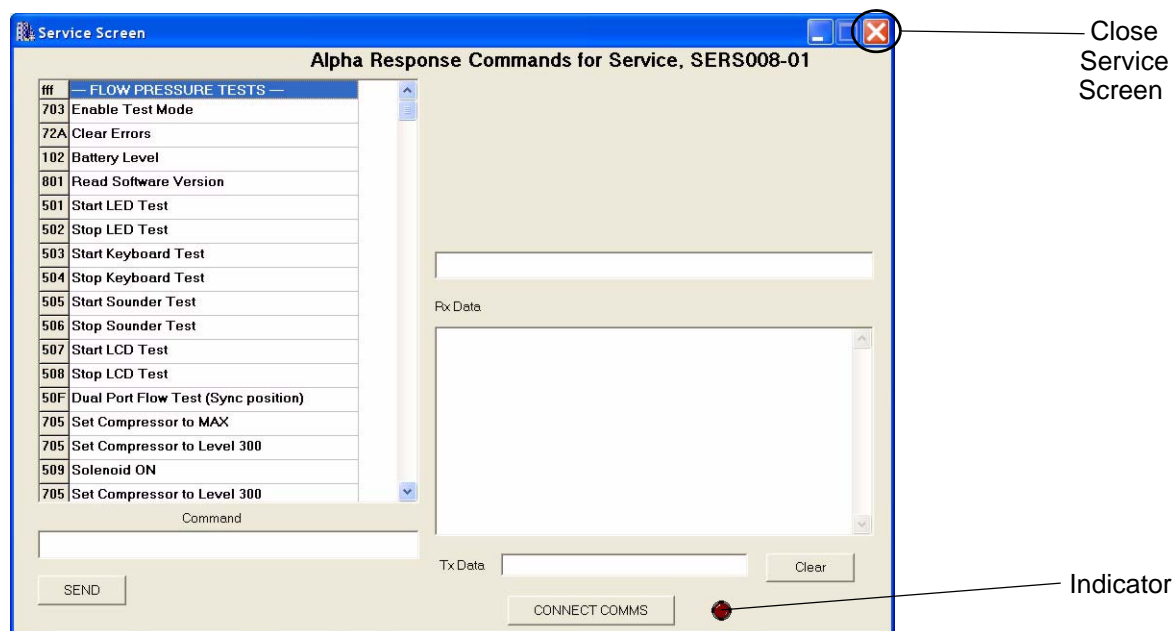 Service Screen
Alpha Response Commands for Service, SERS008-01
fff — FLOW PRESSURE TESTS —
703 Enable Test Mode
72A Clear Errors
102 Battery Level
801 Read Software Version
501 Start LED Test
502 Stop LED Test
503 Start Keyboard Test
504 Stop Keyboard Test
505 Start Sounder Test
506 Stop Sounder Test
507 Start LCD Test
508 Stop LCD Test
50F Dual Port Flow Test (Sync position)
705 Set Compressor to MAX
705 Set Compressor to Level 300
509 Solenoid ON
705 Set Compressor to Level 300
Command
SEND
Rx Data
Tx Data
Clear
CONNECT COMMS
Close
Service
Screen
Indicator